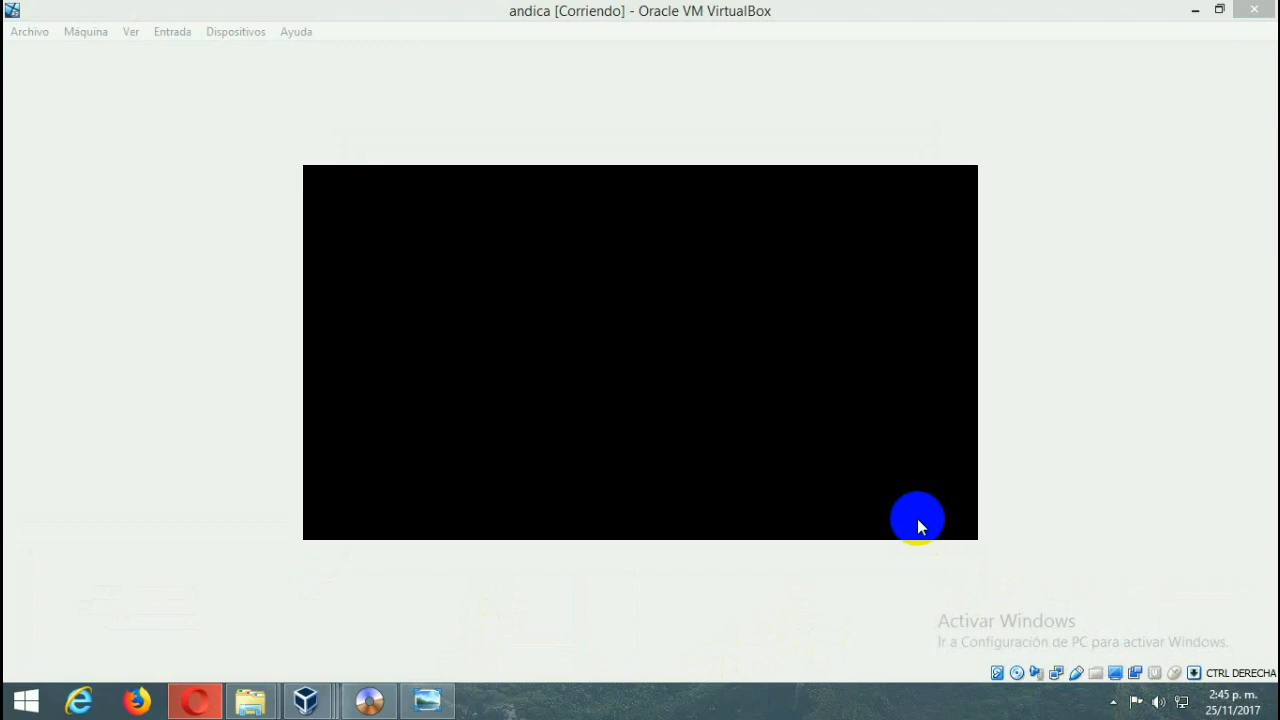 andica [Corriendo] - Oracle VM VirtualBox
Archivo Máquina Ver Entrada Dispositivos Ayuda
Activar Windows
Ir a Configuración de PC para activar Windows.
CTRL DERECHA
2:45 p. m.
25/11/2017